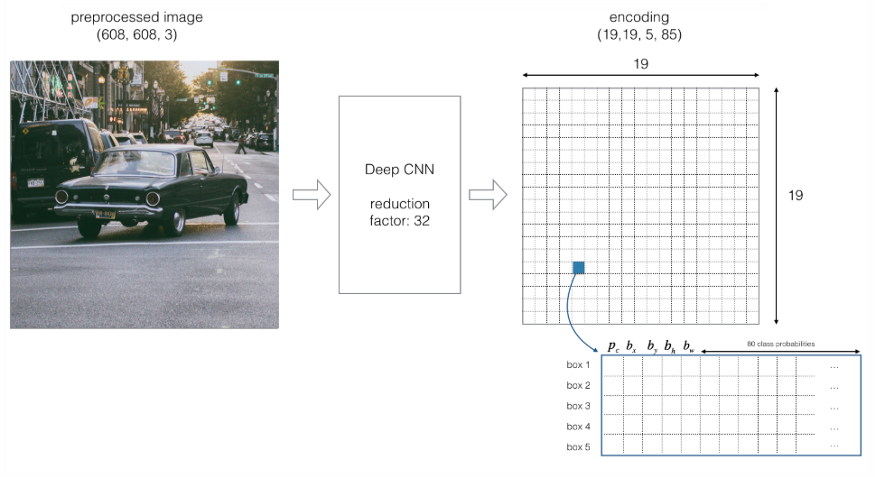 preprocessed image
(608, 608, 3)
encoding
(19,19, 5, 85)
19
Deep CNN
reduction
factor: 32
19
p_c b_x b_y b_h b_w
80 class probabilities
box 1 ...
box 2 ...
box 3 ...
box 4 ...
box 5 ...